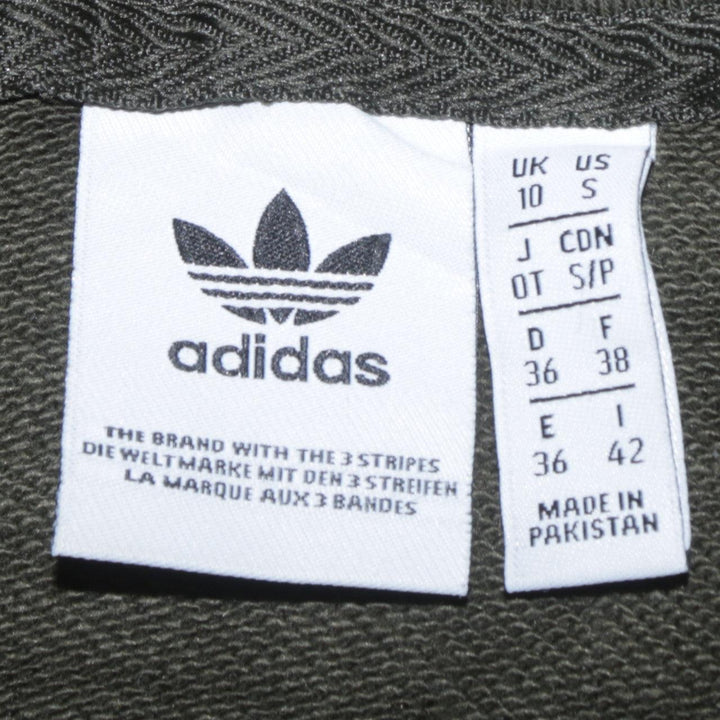 adidas
THE BRAND WITH THE 3 STRIPES
DIE WELTMARKE MIT DEN 3 STREIFEN
LA MARQUE AUX 3 BANDES
UK US
10 S
J CDN
OT S/P
D F
36 38
E I
36 42
MADE IN
PAKISTAN